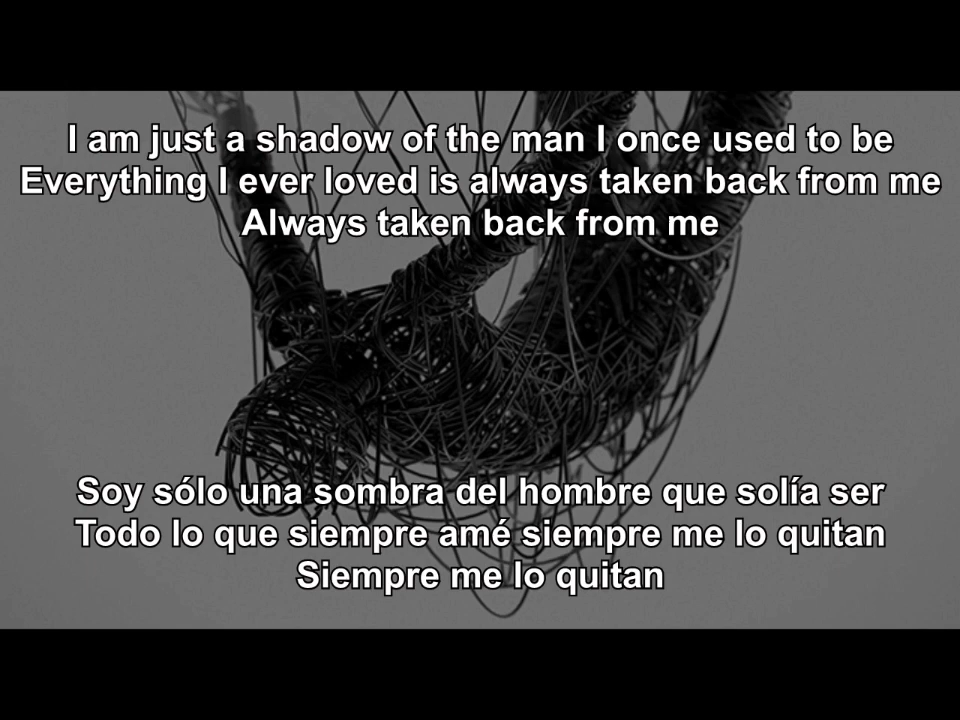 I am just a shadow of the man I once used to be
Everything I ever loved is always taken back from me
Always taken back from me
Soy sólo una sombra del hombre que solía ser
Todo lo que siempre amé siempre me lo quitan
Siempre me lo quitan